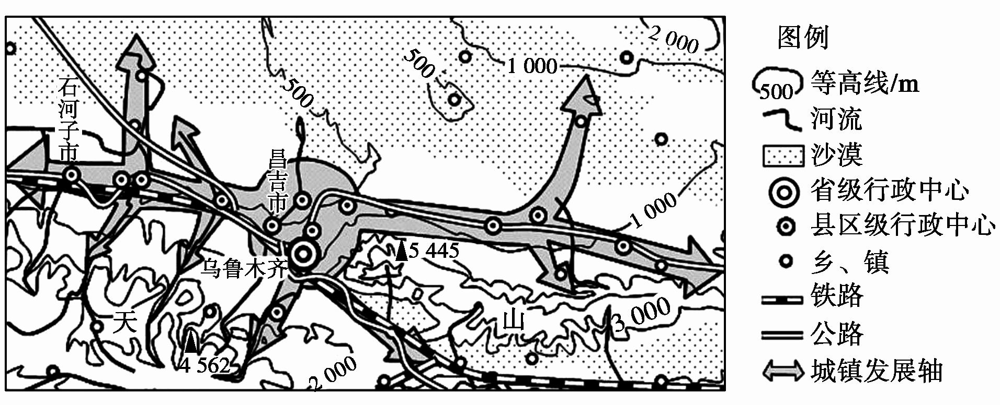 2 000
500
1 000
500
石河子市
昌吉市
1 000
5 445
乌鲁木齐
天
山
3 000
4 562
2 000
图例
500 等高线/m
河流
沙漠
省级行政中心
县区级行政中心
乡、镇
铁路
公路
城镇发展轴